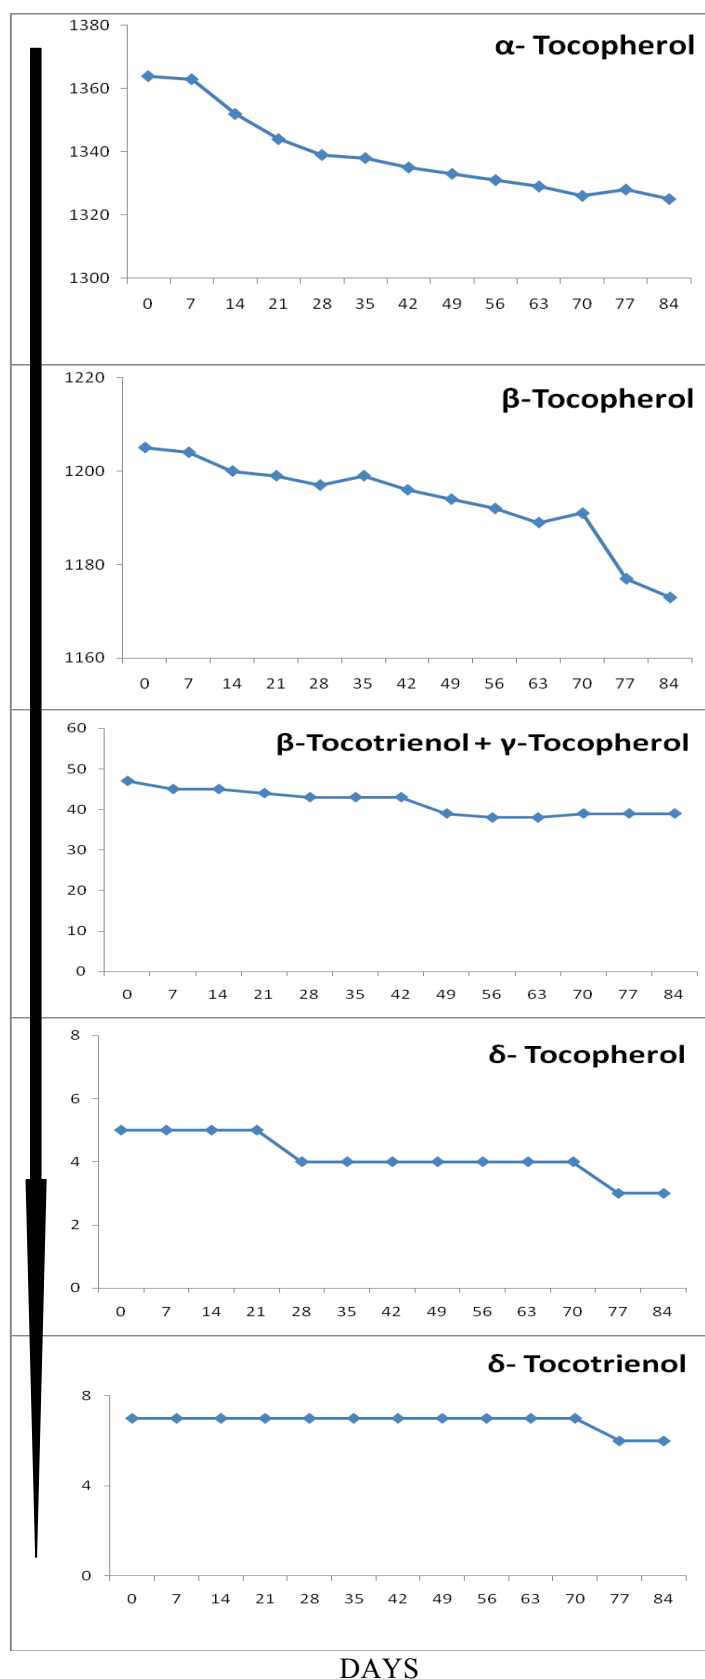 α- Tocopherol
1380
1360
1340
1320
1300
0 7 14 21 28 35 42 49 56 63 70 77 84
β-Tocopherol
1220
1200
1180
1160
0 7 14 21 28 35 42 49 56 63 70 77 84
β-Tocotrienol + γ-Tocopherol
60
50
40
30
20
10
0
0 7 14 21 28 35 42 49 56 63 70 77 84
δ- Tocopherol
8
6
4
2
0
0 7 14 21 28 35 42 49 56 63 70 77 84
δ- Tocotrienol
8
4
0
0 7 14 21 28 35 42 49 56 63 70 77 84
DAYS